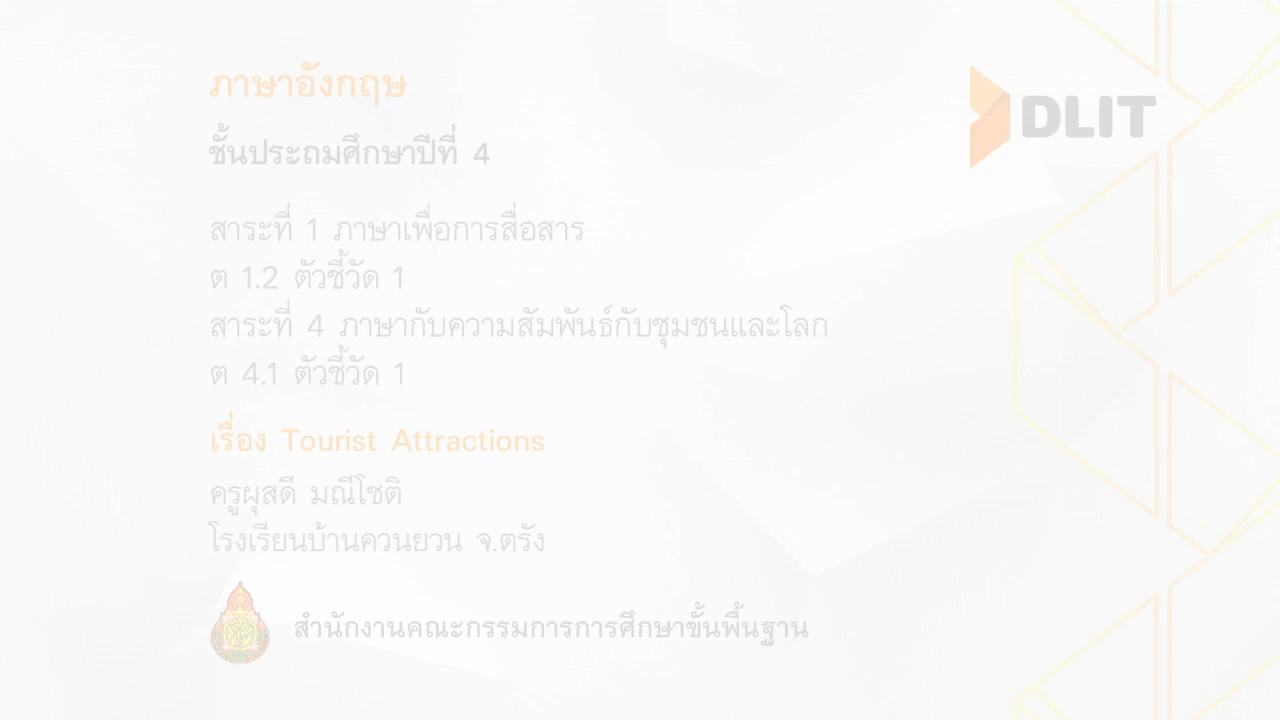 ภาษาอังกฤษ
DLIT
ชั้นประถมศึกษาปีที่ 4
สาระที่ 1 ภาษาเพื่อการสื่อสาร
ต 1.2 ตัวชี้วัด 1
สาระที่ 4 ภาษากับความสัมพันธ์กับชุมชนและโลก
ต 4.1 ตัวชี้วัด 1
เรื่อง Tourist Attractions
ครูผุสดี มณีโชติ
โรงเรียนบ้านควนยวน จ.ตรัง
สำนักงานคณะกรรมการการศึกษาขั้นพื้นฐาน